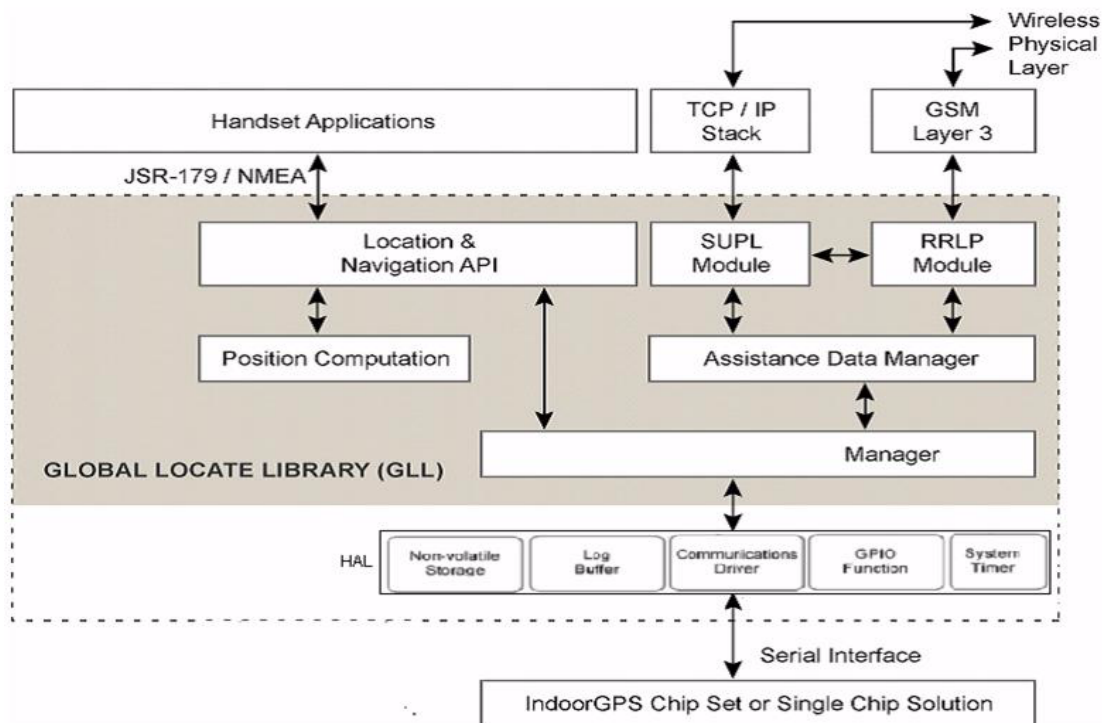 Wireless
Physical
Layer
Handset Applications
TCP / IP
Stack
GSM
Layer 3
JSR-179 / NMEA
Location &
Navigation API
SUPL
Module
RRLP
Module
Position Computation
Assistance Data Manager
Manager
GLOBAL LOCATE LIBRARY (GLL)
HAL
Non-volatile
Storage
Log
Buffer
Communications
Driver
GPIO
Function
System
Timer
Serial Interface
IndoorGPS Chip Set or Single Chip Solution